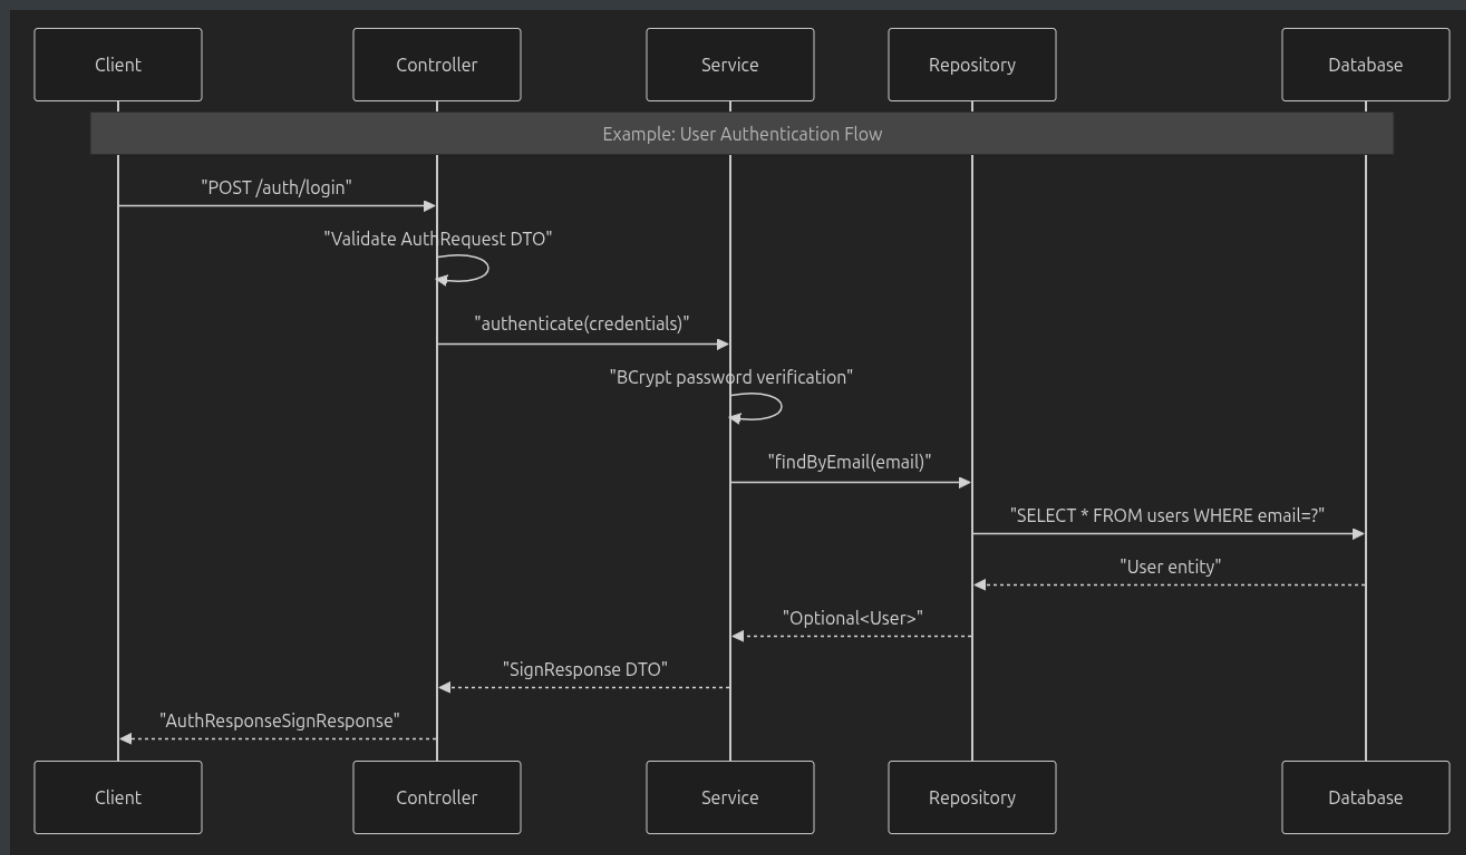 Client
Controller
Service
Repository
Database
Example: User Authentication Flow
"POST /auth/login"
"Validate AuthRequest DTO"
"authenticate(credentials)"
"BCrypt password verification"
"findByEmail(email)"
"SELECT * FROM users WHERE email=?"
"User entity"
"Optional<User>"
"SignResponse DTO"
"AuthResponseSignResponse"
Client
Controller
Service
Repository
Database